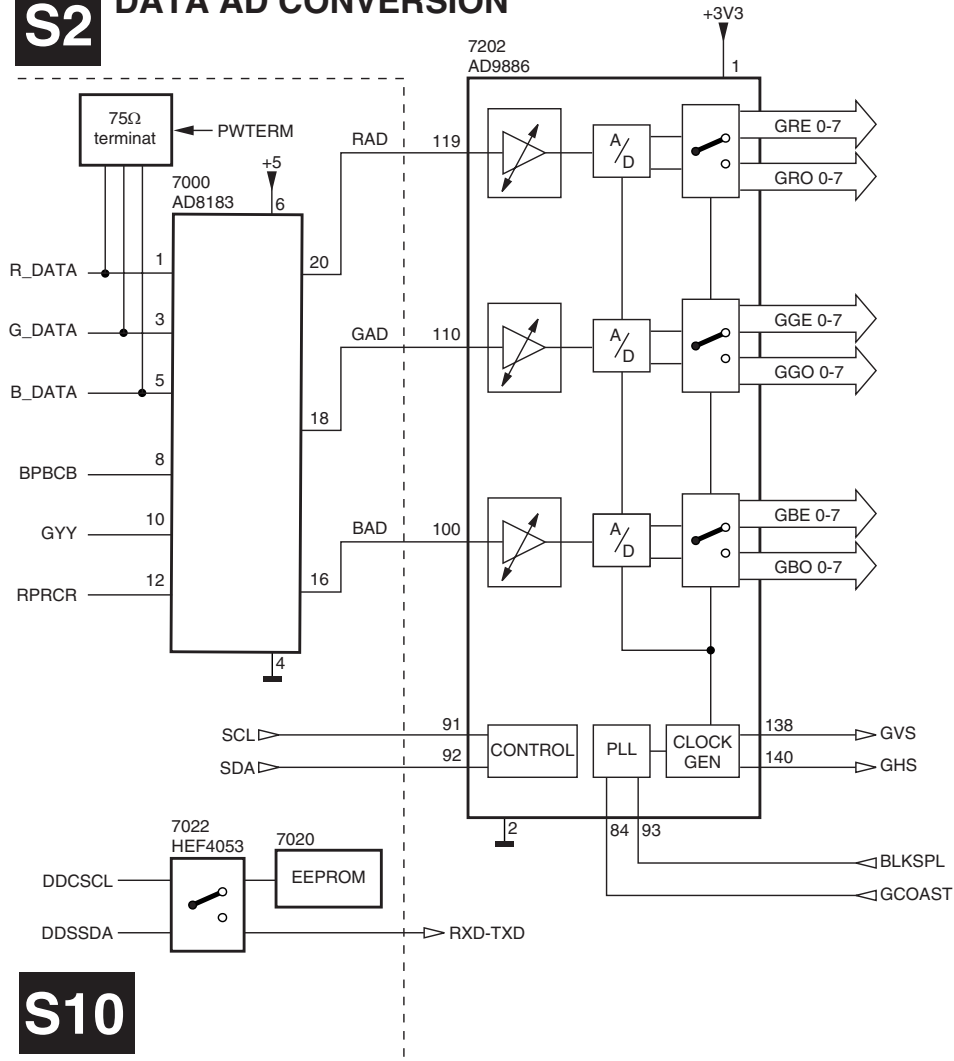 S2
DATA AD CONVERSION
+3V3
7202
AD9886
1
75Ω
terminat
PWTERM
7000
AD8183
+5
6
R_DATA
1
G_DATA
3
B_DATA
5
BPBCB
8
GYY
10
RPRCR
12
4
20
RAD
119
18
GAD
110
16
BAD
100
A/D
GRE 0-7
GRO 0-7
A/D
GGE 0-7
GGO 0-7
A/D
GBE 0-7
GBO 0-7
SCL
91
SDA
92
CONTROL
PLL
CLOCK
GEN
138
GVS
140
GHS
2
84
93
BLKSPL
GCOAST
7022
HEF4053
7020
EEPROM
DDCSCL
DDSSDA
RXD-TXD
S10